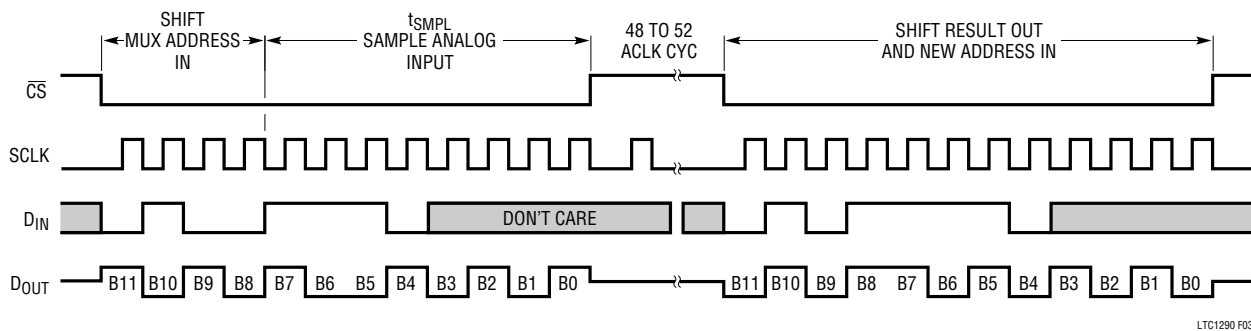 SHIFT
MUX ADDRESS
IN
tSMPL
SAMPLE ANALOG
INPUT
48 TO 52
ACLK CYC
SHIFT RESULT OUT
AND NEW ADDRESS IN
CS
SCLK
DIN
DON'T CARE
DOUT
B11 B10 B9 B8 B7 B6 B5 B4 B3 B2 B1 B0 B11 B10 B9 B8 B7 B6 B5 B4 B3 B2 B1 B0
LTC1290 F03